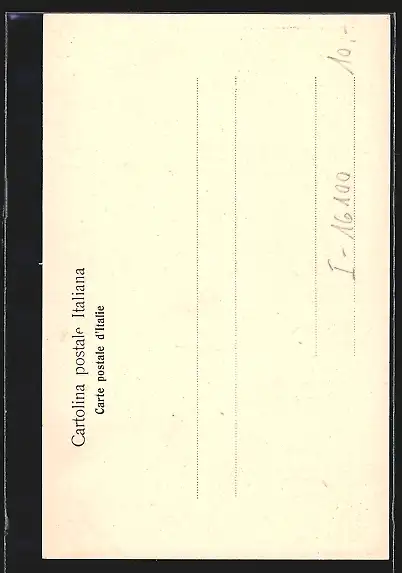 Cartolina postale Italiana
Carte postale d'Italie
I - 16100
10.-